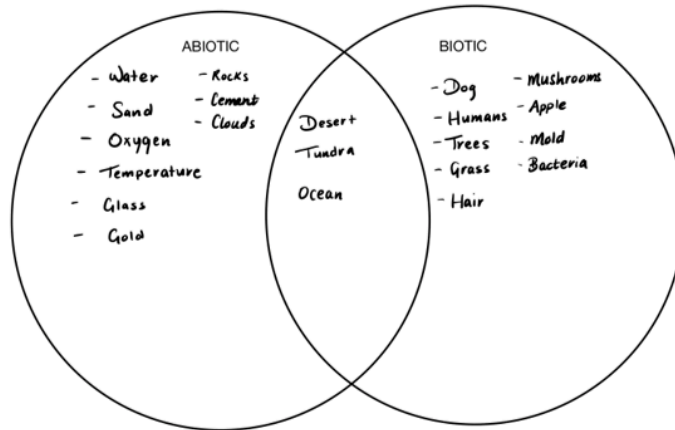 ABIOTIC
- Water
- Sand
- Oxygen
- Temperature
- Glass
- Gold
- Rocks
- Cement
- Clouds
Desert
Tundra
Ocean
BIOTIC
- Dog
- Humans
- Trees
- Grass
- Hair
- Mushrooms
- Apple
- Mold
- Bacteria